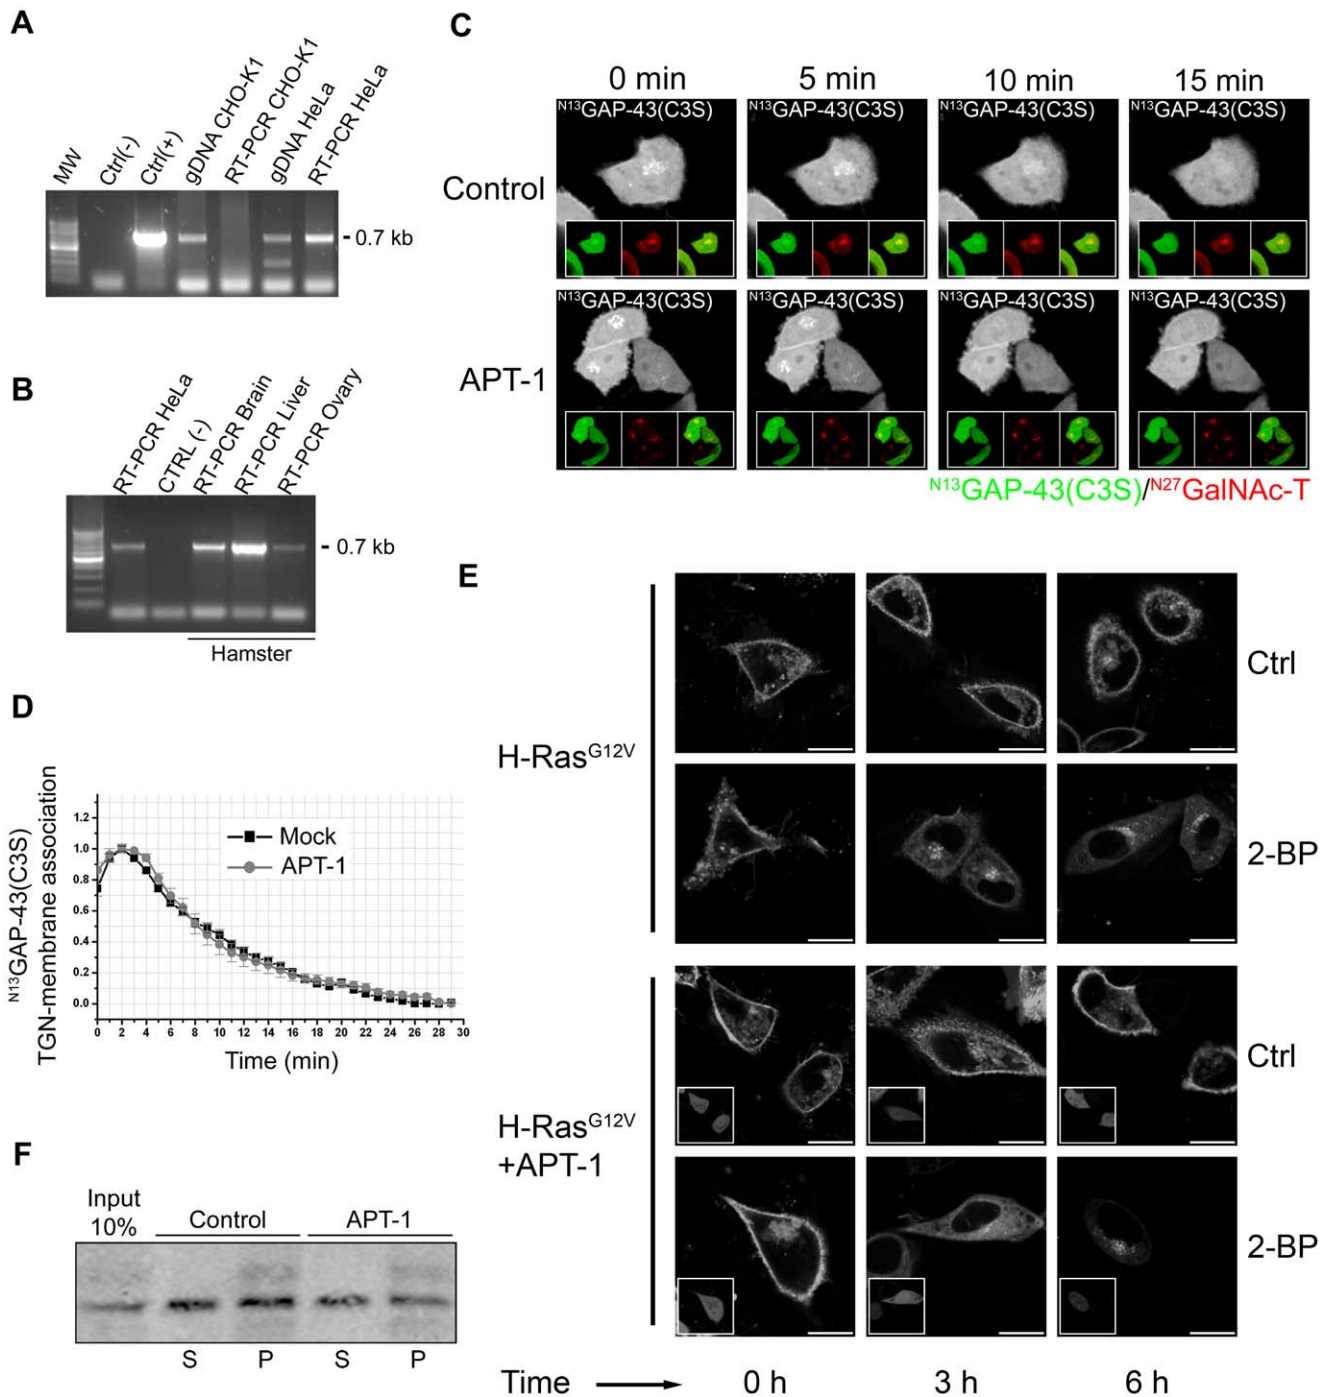 A
MW
Ctrl(-)
Ctrl(+)
gDNA CHO-K1
RT-PCR CHO-K1
gDNA HeLa
RT-PCR HeLa
- 0.7 kb
B
RT-PCR HeLa
CTRL (-)
RT-PCR Brain
RT-PCR Liver
RT-PCR Ovary
- 0.7 kb
Hamster
C
0 min 5 min 10 min 15 min
Control
N13GAP-43(C3S) N13GAP-43(C3S) N13GAP-43(C3S) N13GAP-43(C3S)
APT-1
N13GAP-43(C3S) N13GAP-43(C3S) N13GAP-43(C3S) N13GAP-43(C3S)
N13GAP-43(C3S)/N27GalNAc-T
D
N13GAP-43(C3S)
TGN-membrane association
1.2
1.0
0.8
0.6
0.4
0.2
0.0
Mock
APT-1
0 2 4 6 8 10 12 14 16 18 20 22 24 26 28 30
Time (min)
E
H-RasG12V
Ctrl
2-BP
H-RasG12V
+APT-1
Ctrl
2-BP
Time
0 h 3 h 6 h
F
Input
10%
Control APT-1
S P S P